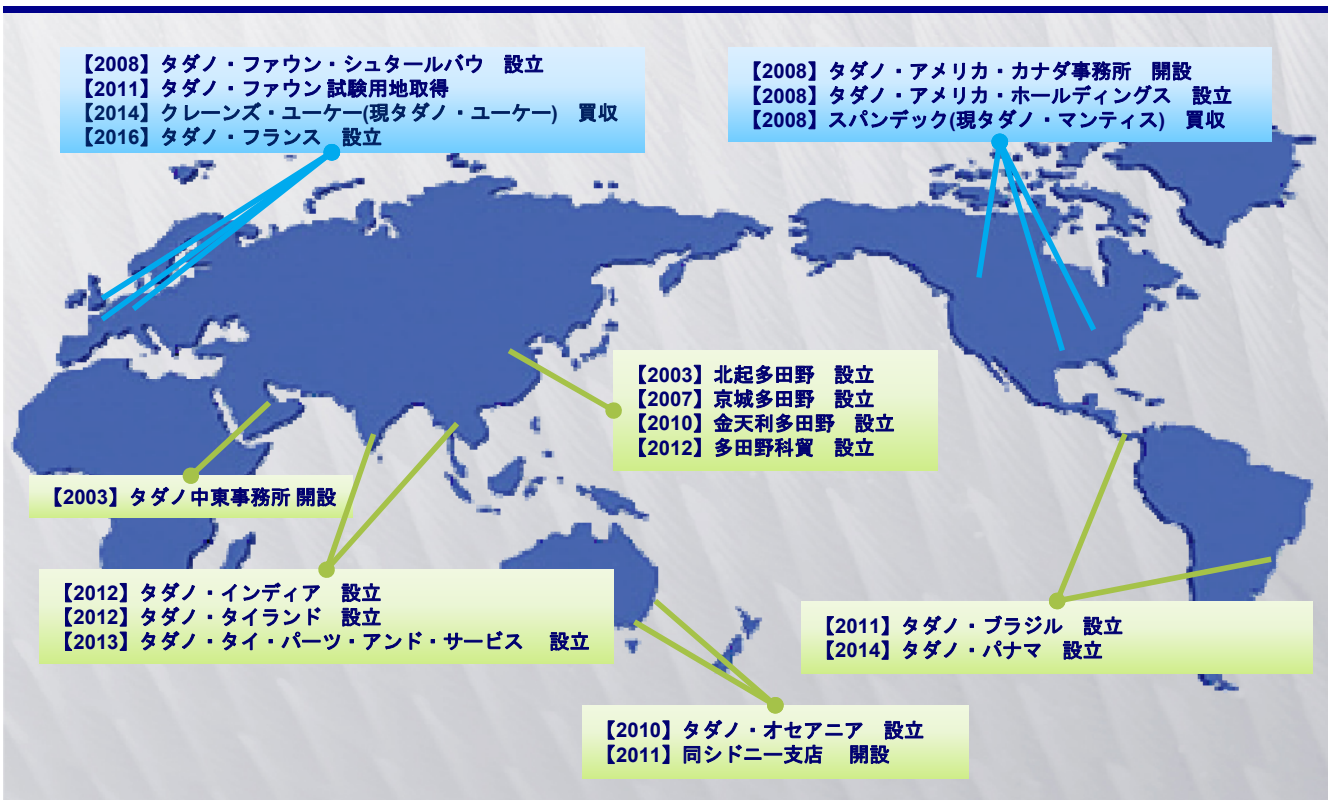 【2008】タダノ・ファウン・シュタールバウ　設立
【2011】タダノ・ファウン 試験用地取得
【2014】クレーンズ・ユーケー(現タダノ・ユーケー)　買収
【2016】タダノ・フランス　設立
【2008】タダノ・アメリカ・カナダ事務所　開設
【2008】タダノ・アメリカ・ホールディングス　設立
【2008】スパンデック(現タダノ・マンティス)　買収
【2003】北起多田野　設立
【2007】京城多田野　設立
【2010】金天利多田野　設立
【2012】多田野科貿　設立
【2003】タダノ中東事務所 開設
【2012】タダノ・インディア　設立
【2012】タダノ・タイランド　設立
【2013】タダノ・タイ・パーツ・アンド・サービス　設立
【2011】タダノ・ブラジル　設立
【2014】タダノ・パナマ　設立
【2010】タダノ・オセアニア　設立
【2011】同シドニー支店　開設